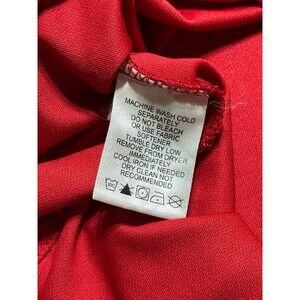 MACHINE WASH COLD
SEPARATELY
DO NOT BLEACH
OR USE FABRIC
SOFTENER
TUMBLE DRY LOW
REMOVE FROM DRYER
IMMEDIATELY
COOL IRON IF NEEDED
DRY CLEAN NOT
RECOMMENDED